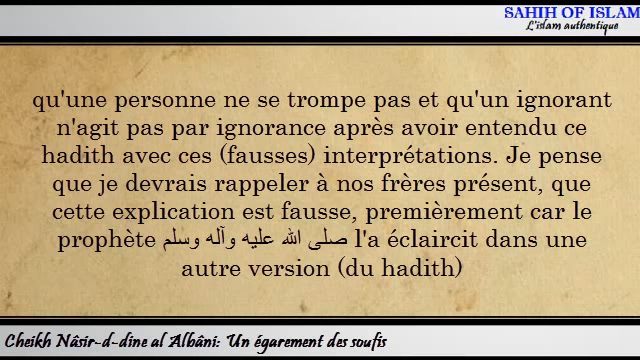 SAHIH OF ISLAM
L'islam authentique
qu'une personne ne se trompe pas et qu'un ignorant
n'agit pas par ignorance après avoir entendu ce
hadith avec ces (fausses) interprétations. Je pense
que je devrais rappeler à nos frères présent, que
cette explication est fausse, premièrement car le
prophète صلى الله عليه وآله وسلم l'a éclaircit dans une
autre version (du hadith)
Cheikh Nâsir-d-dine al Albâni: Un égarement des soufis